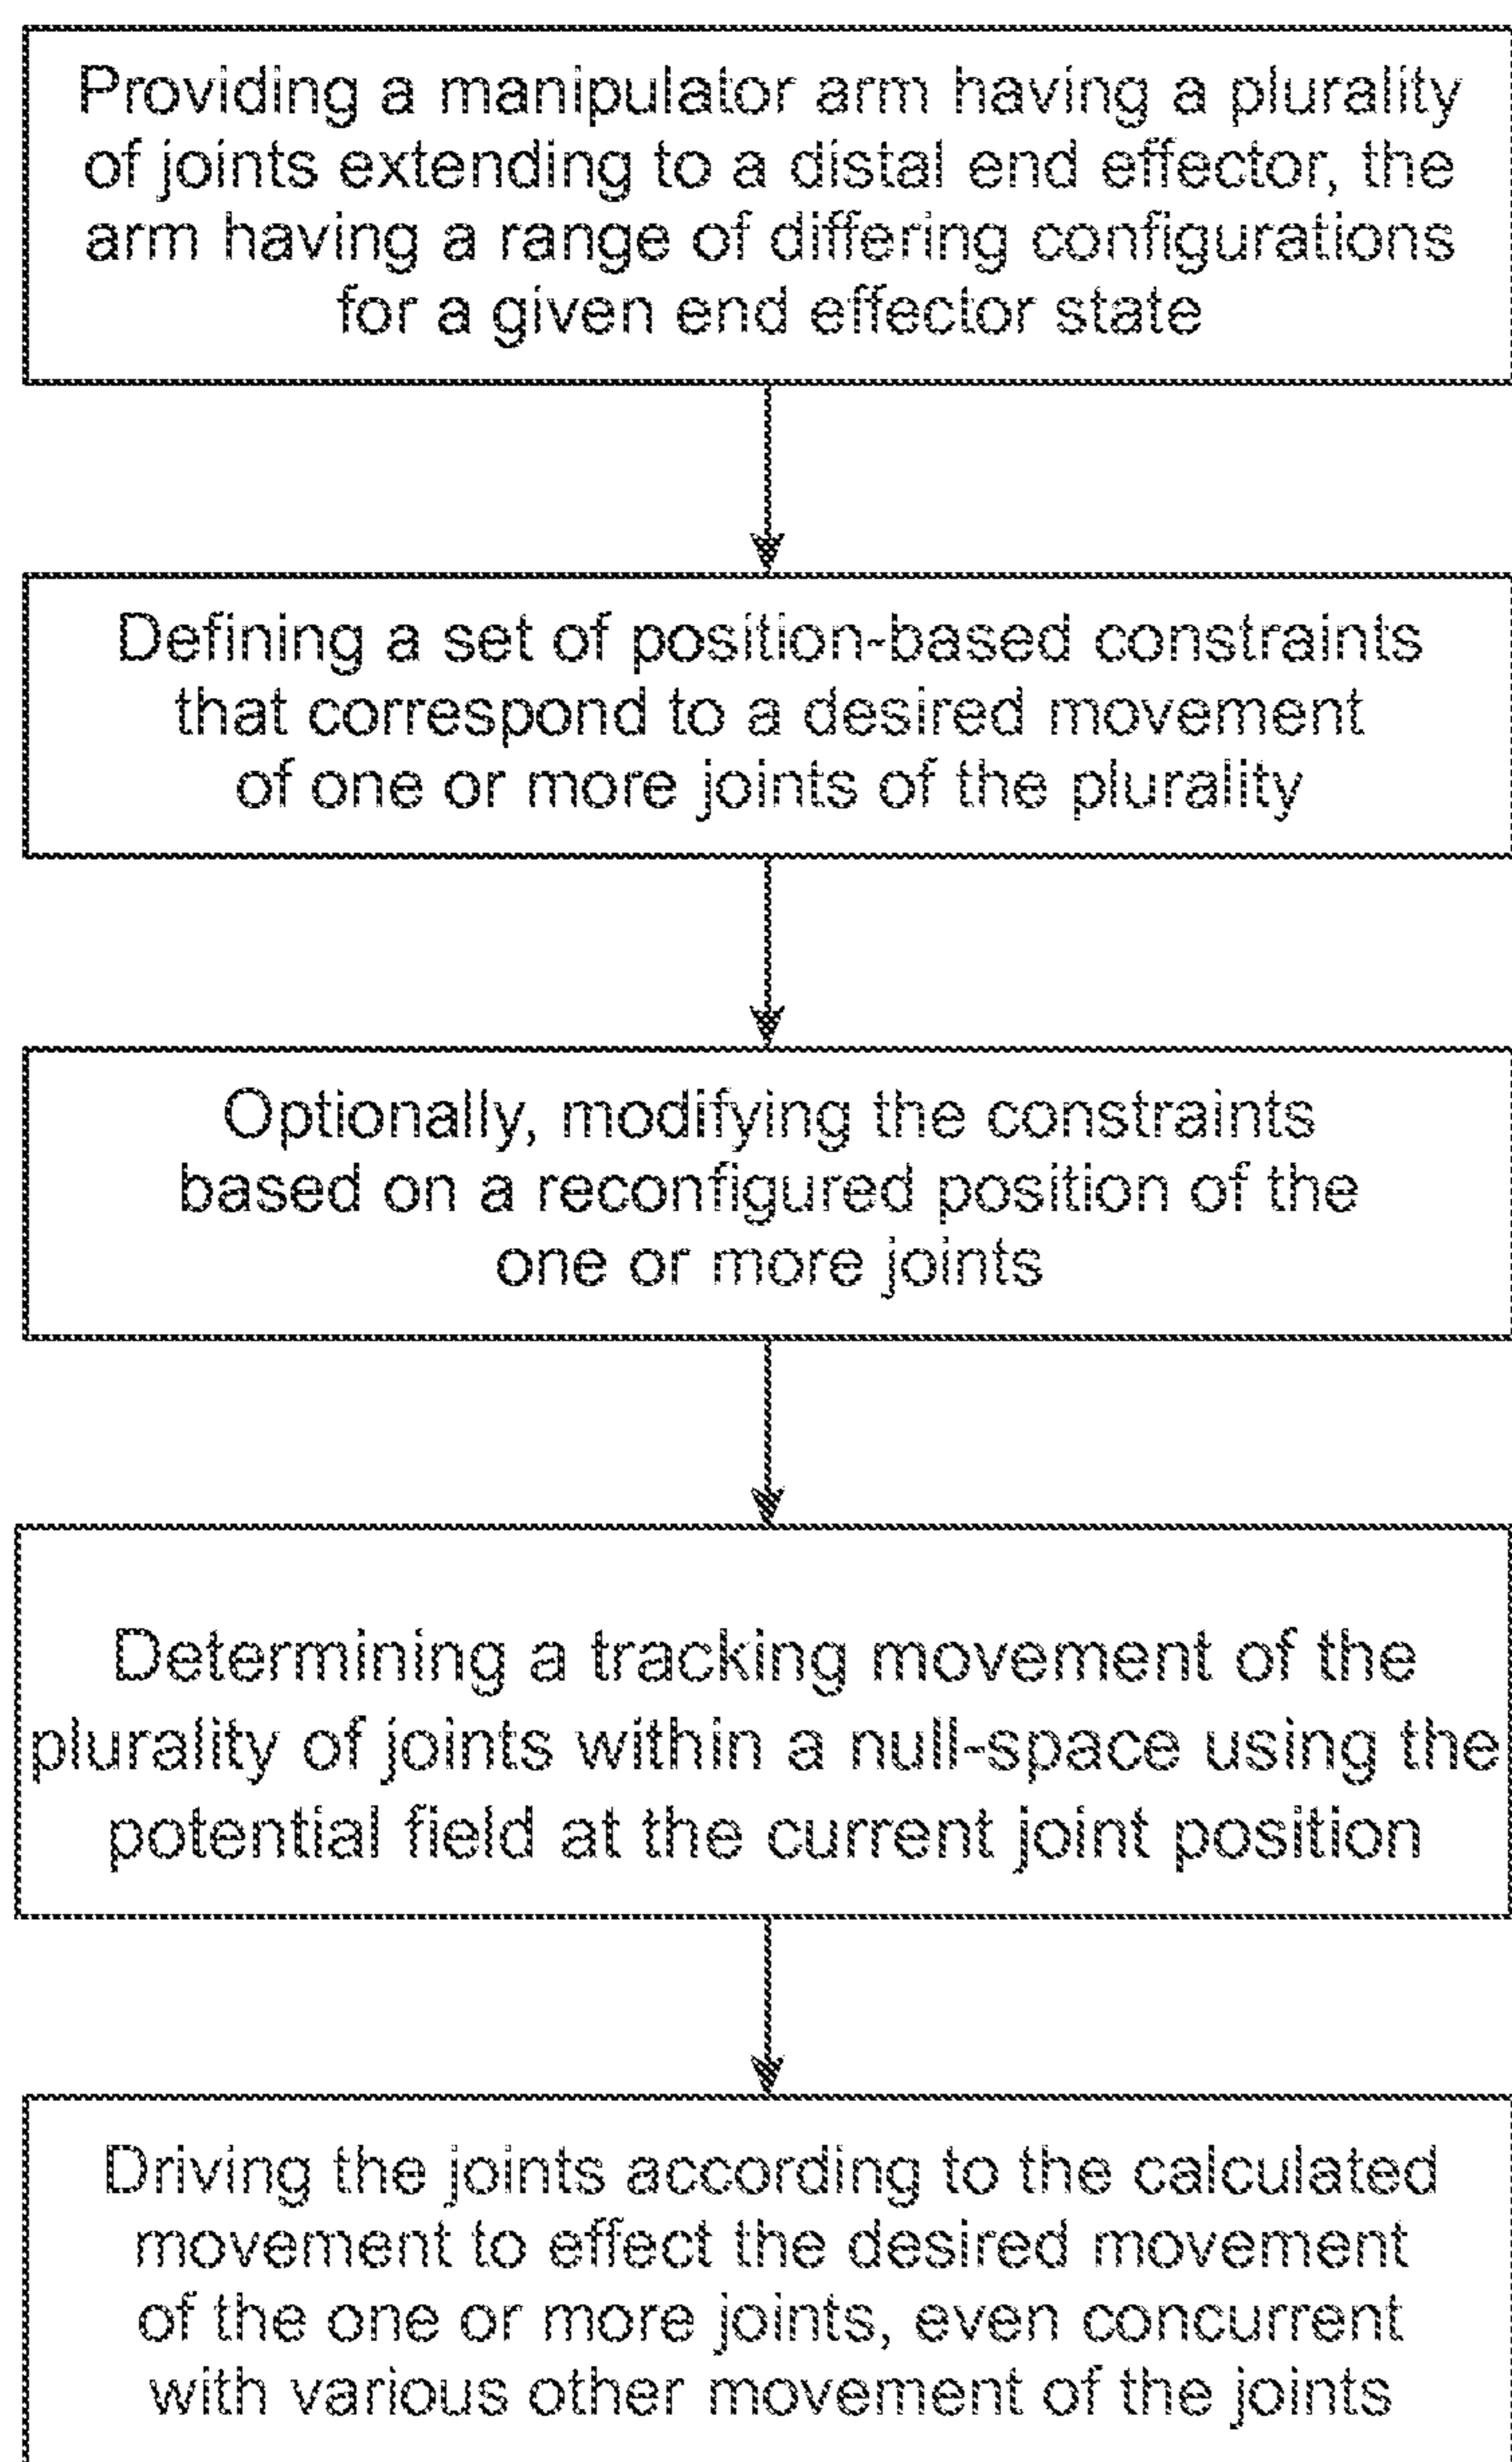 Providing a manipulator arm having a plurality
of joints extending to a distal end effector, the
arm having a range of differing configurations
for a given end effector state
Defining a set of position-based constraints
that correspond to a desired movement
of one or more joints of the plurality
Optionally, modifying the constraints
based on a reconfigured position of the
one or more joints
Determining a tracking movement of the
plurality of joints within a null-space using the
potential field at the current joint position
Driving the joints according to the calculated
movement to effect the desired movement
of the one or more joints, even concurrent
with various other movement of the joints